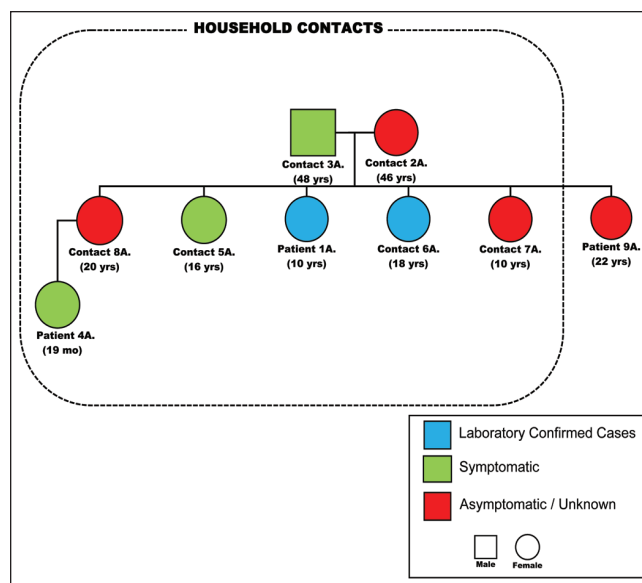 HOUSEHOLD CONTACTS
Contact 3A.
(48 yrs)
Contact 2A.
(46 yrs)
Contact 8A.
(20 yrs)
Contact 5A.
(16 yrs)
Patient 1A.
(10 yrs)
Contact 6A.
(18 yrs)
Contact 7A.
(10 yrs)
Patient 9A.
(22 yrs)
Patient 4A.
(19 mo)
Laboratory Confirmed Cases
Symptomatic
Asymptomatic / Unknown
Male
Female